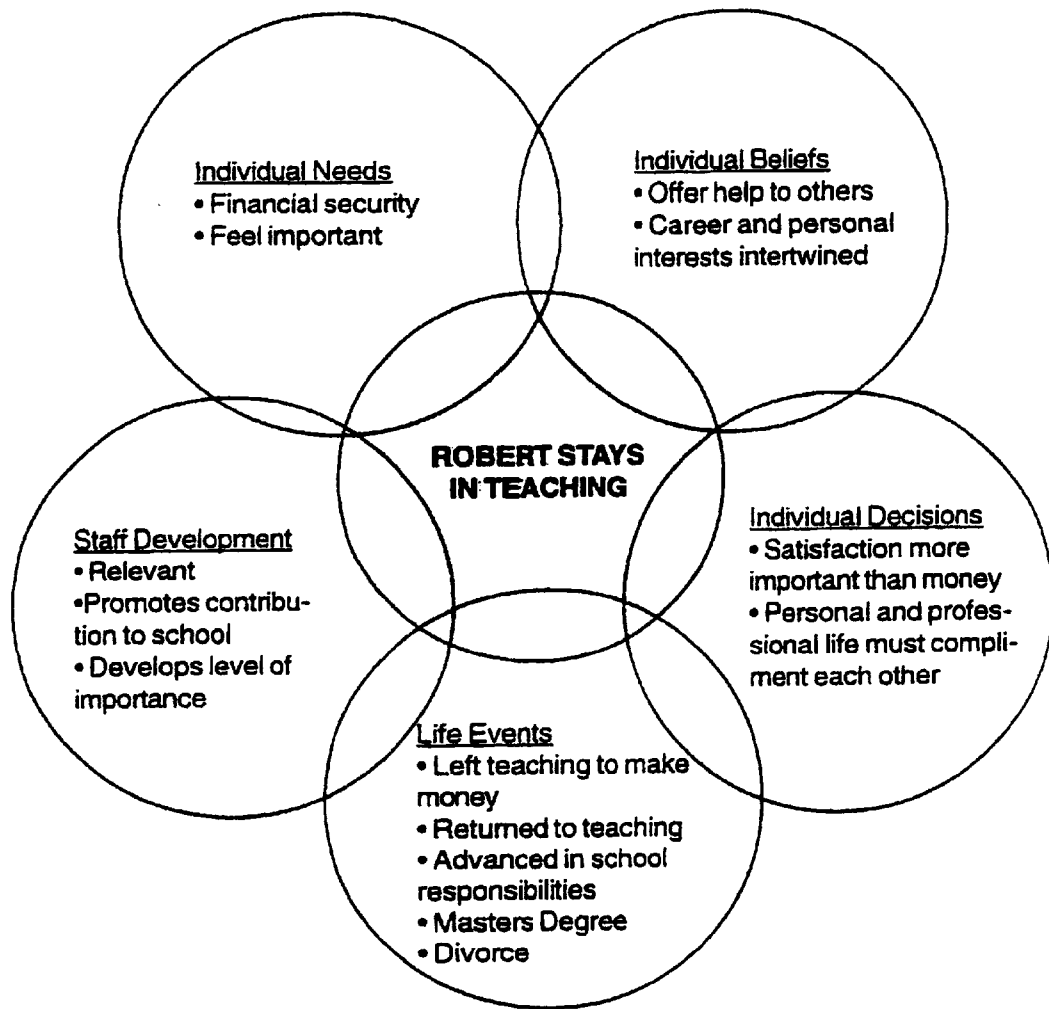 Individual Needs
• Financial security
• Feel important
Individual Beliefs
• Offer help to others
• Career and personal
interests intertwined
ROBERT STAYS
IN TEACHING
Staff Development
• Relevant
•Promotes contribu-
tion to school
• Develops level of
importance
Individual Decisions
• Satisfaction more
important than money
• Personal and profes-
sional life must compli-
ment each other
Life Events
• Left teaching to make
money
• Returned to teaching
• Advanced in school
responsibilities
• Masters Degree
• Divorce